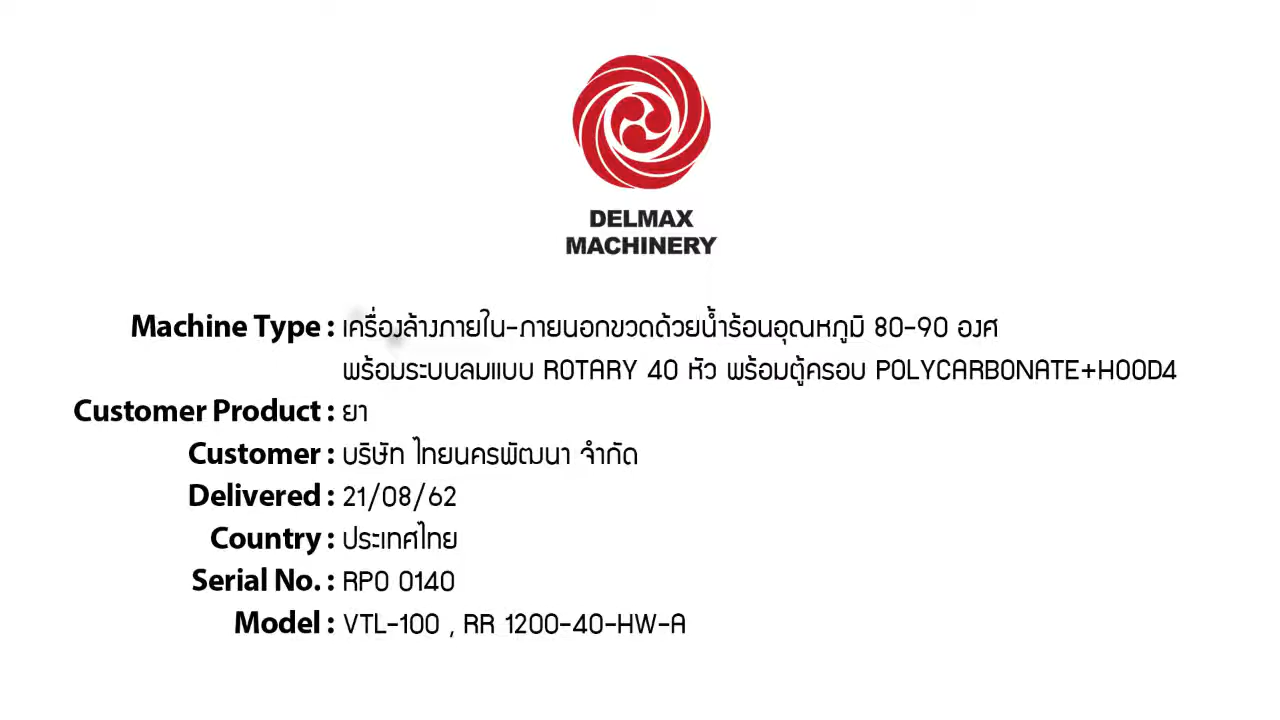 DELMAX
MACHINERY
Machine Type : เครื่องล้างภายใน-ภายนอกขวดด้วยน้ำร้อนอุณหภูมิ 80-90 องศ
พร้อมระบบลมแบบ ROTARY 40 หัว พร้อมตู้ครอบ POLYCARBONATE+HOOD4
Customer Product : ยา
Customer : บริษัท ไทยนครพัฒนา จำกัด
Delivered : 21/08/62
Country : ประเทศไทย
Serial No. : RPO 0140
Model : VTL-100 , RR 1200-40-HW-A